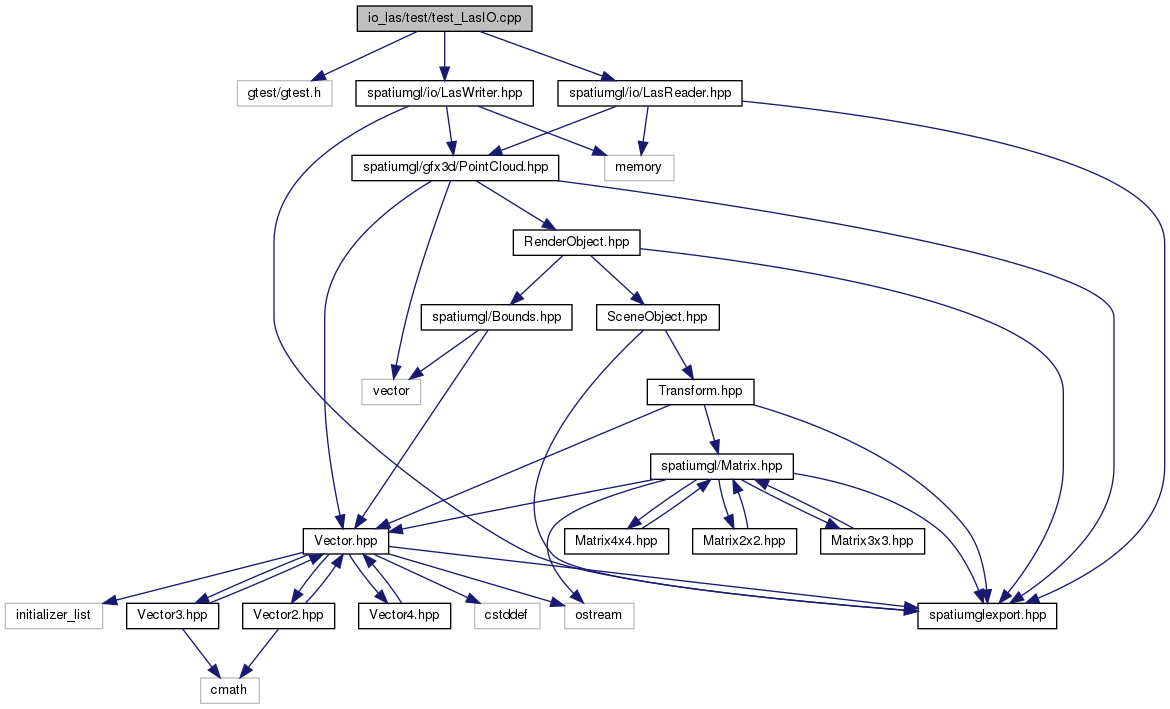 io_las/test/test_LasIO.cpp
gtest/gtest.h
spatiumgl/io/LasWriter.hpp
spatiumgl/io/LasReader.hpp
spatiumgl/gfx3d/PointCloud.hpp
memory
RenderObject.hpp
spatiumgl/Bounds.hpp
SceneObject.hpp
vector
Transform.hpp
spatiumgl/Matrix.hpp
Vector.hpp
Matrix4x4.hpp
Matrix2x2.hpp
Matrix3x3.hpp
initializer_list
Vector3.hpp
Vector2.hpp
Vector4.hpp
cstddef
ostream
spatiumglexport.hpp
cmath